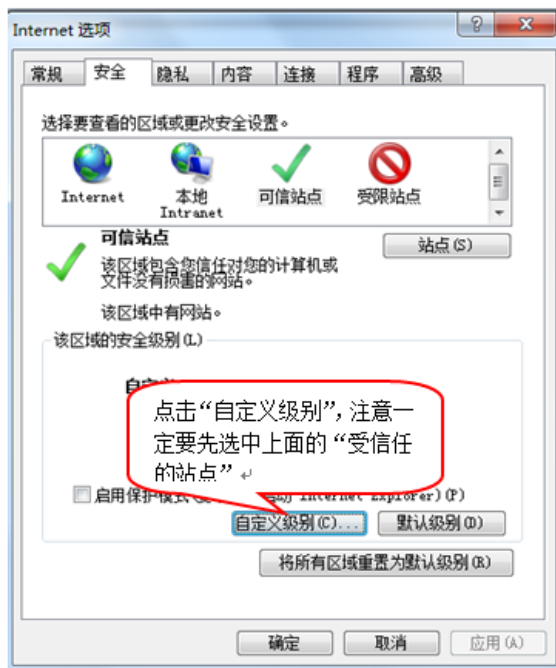 Internet 选项
常规 安全 隐私 内容 连接 程序 高级
选择要查看的区域或更改安全设置。
Internet 本地 可信站点 受限站点
Intranet
可信站点
站点(S)
该区域包含您信任对您的计算机或
文件没有损害的网站。
该区域中有网站。
该区域的安全级别(L)
点击“自定义级别”，注意一
定要先选中上面的“受信任
的站点”
启用保护模式 Internet Explorer)(P)
自定义级别(C)... 默认级别(D)
将所有区域重置为默认级别(R)
确定 取消 应用(A)